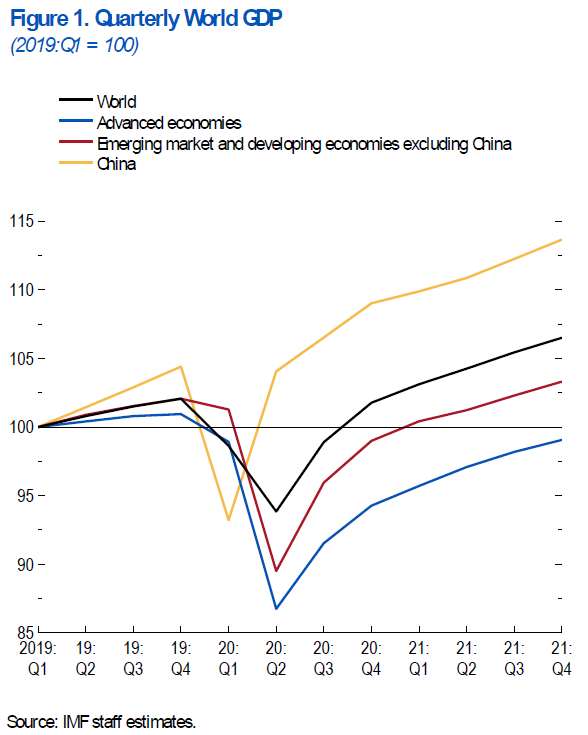 Figure 1. Quarterly World GDP
(2019:Q1 = 100)
World
Advanced economies
Emerging market and developing economies excluding China
China
115
110
105
100
95
90
85
2019: 19: 19: 19: 20: 20: 20: 20: 21: 21: 21: 21:
Q1 Q2 Q3 Q4 Q1 Q2 Q3 Q4 Q1 Q2 Q3 Q4
Source: IMF staff estimates.